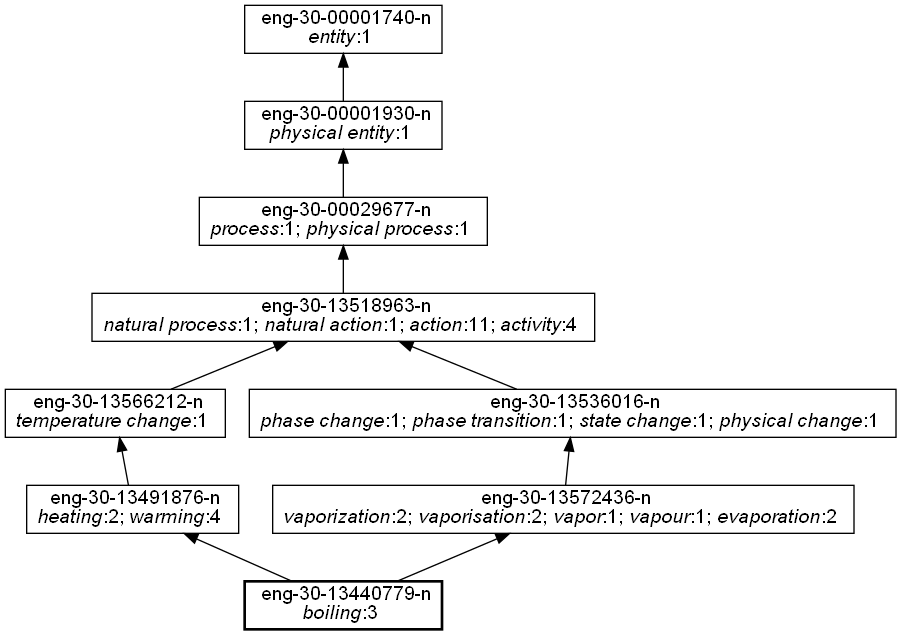 eng-30-00001740-n
entity:1
eng-30-00001930-n
physical entity:1
eng-30-00029677-n
process:1; physical process:1
eng-30-13518963-n
natural process:1; natural action:1; action:11; activity:4
eng-30-13566212-n
temperature change:1
eng-30-13536016-n
phase change:1; phase transition:1; state change:1; physical change:1
eng-30-13491876-n
heating:2; warming:4
eng-30-13572436-n
vaporization:2; vaporisation:2; vapor:1; vapour:1; evaporation:2
eng-30-13440779-n
boiling:3